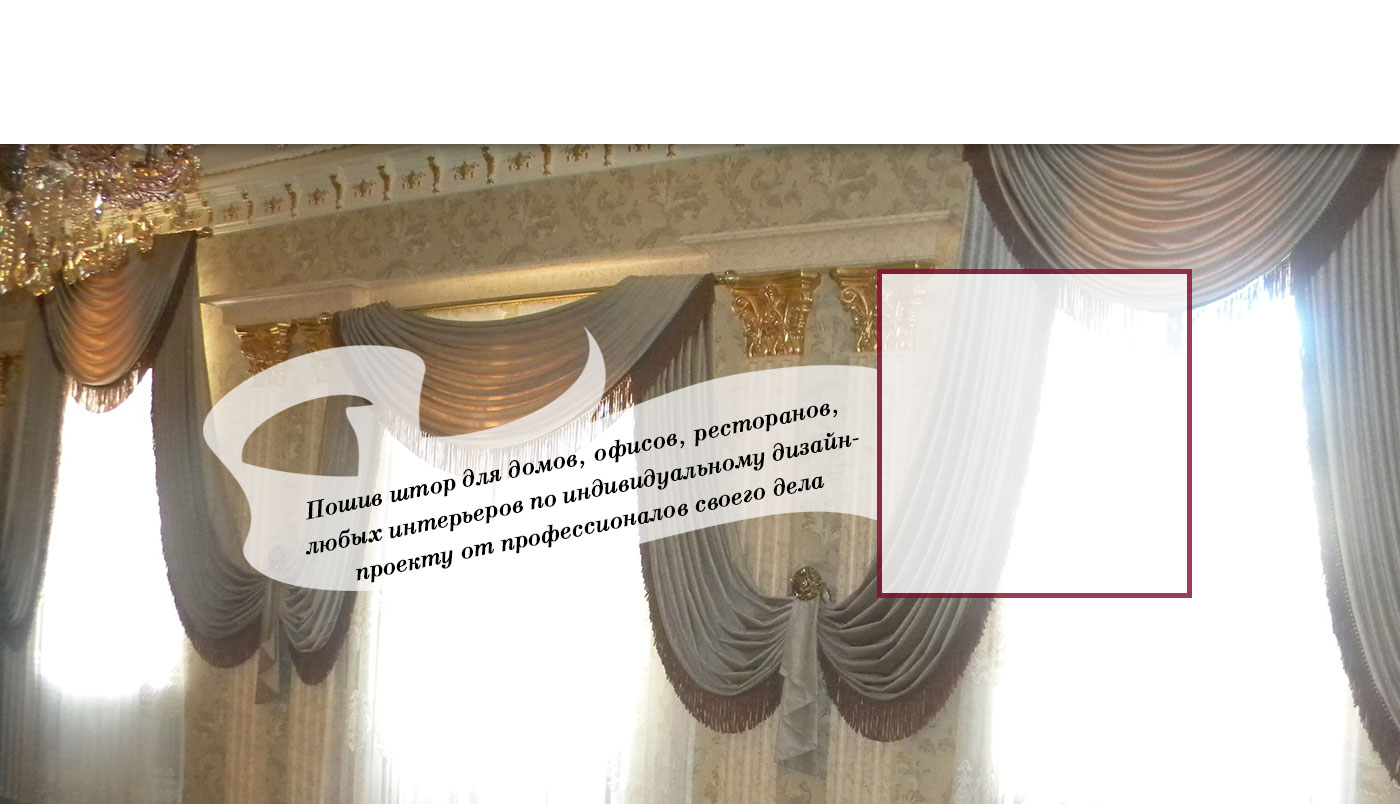 Пошив штор для домов, офисов, ресторанов,
любых интерьеров по индивидуальному дизайн-
проекту от профессионалов своего дела